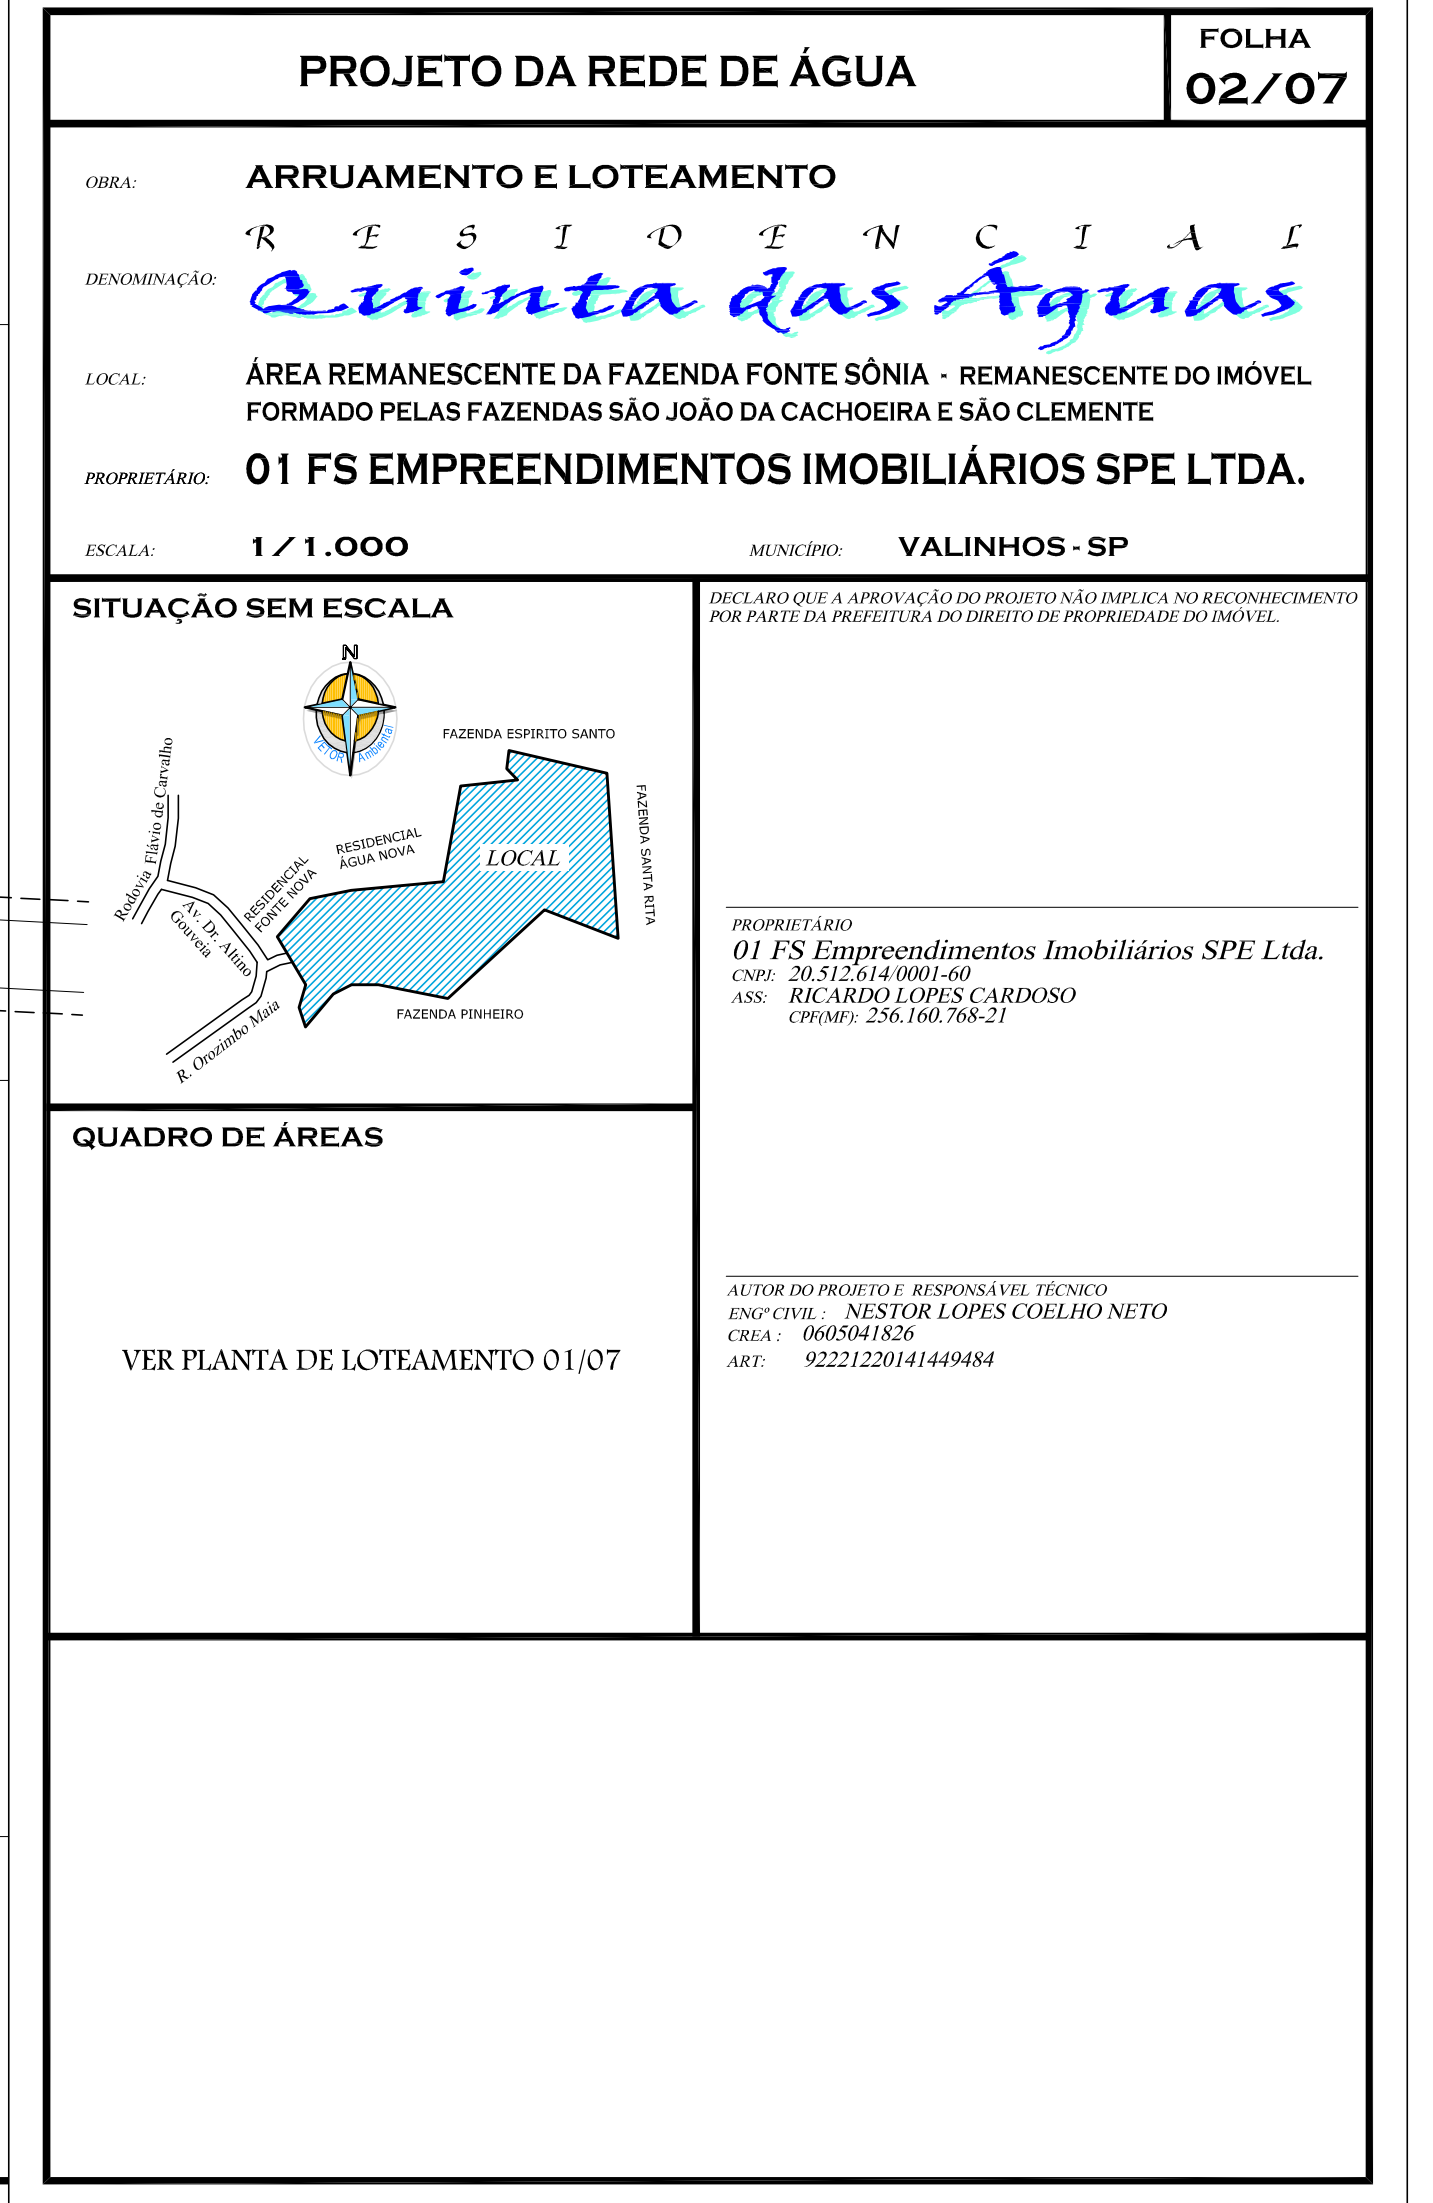 PROJETO DA REDE DE ÁGUA
FOLHA
02/07
OBRA: ARRUAMENTO E LOTEAMENTO
R E S I D E N C I A L
DENOMINAÇÃO: Quinta das Águas
LOCAL: ÁREA REMANESCENTE DA FAZENDA FONTE SÔNIA - REMANESCENTE DO IMÓVEL
FORMADO PELAS FAZENDAS SÃO JOÃO DA CACHOEIRA E SÃO CLEMENTE
PROPRIETÁRIO: 01 FS EMPREENDIMENTOS IMOBILIÁRIOS SPE LTDA.
ESCALA: 1/1.000 MUNICÍPIO: VALINHOS - SP
SITUAÇÃO SEM ESCALA
N
VETOR Ambiental
FAZENDA ESPIRITO SANTO
Rodovia Flávio de Carvalho
FAZENDA SANTA RITA
RESIDENCIAL
ÁGUA NOVA
LOCAL
RESIDENCIAL
FONTE NOVA
Av. Dr. Altino
Gouveia
FAZENDA PINHEIRO
R. Orozimbo Maia
QUADRO DE ÁREAS
VER PLANTA DE LOTEAMENTO 01/07
DECLARO QUE A APROVAÇÃO DO PROJETO NÃO IMPLICA NO RECONHECIMENTO
POR PARTE DA PREFEITURA DO DIREITO DE PROPRIEDADE DO IMÓVEL.
PROPRIETÁRIO
01 FS Empreendimentos Imobiliários SPE Ltda.
CNPJ: 20.512.614/0001-60
ASS: RICARDO LOPES CARDOSO
CPF(MF): 256.160.768-21
AUTOR DO PROJETO E RESPONSÁVEL TÉCNICO
ENGº CIVIL : NESTOR LOPES COELHO NETO
CREA : 0605041826
ART: 92221220141449484